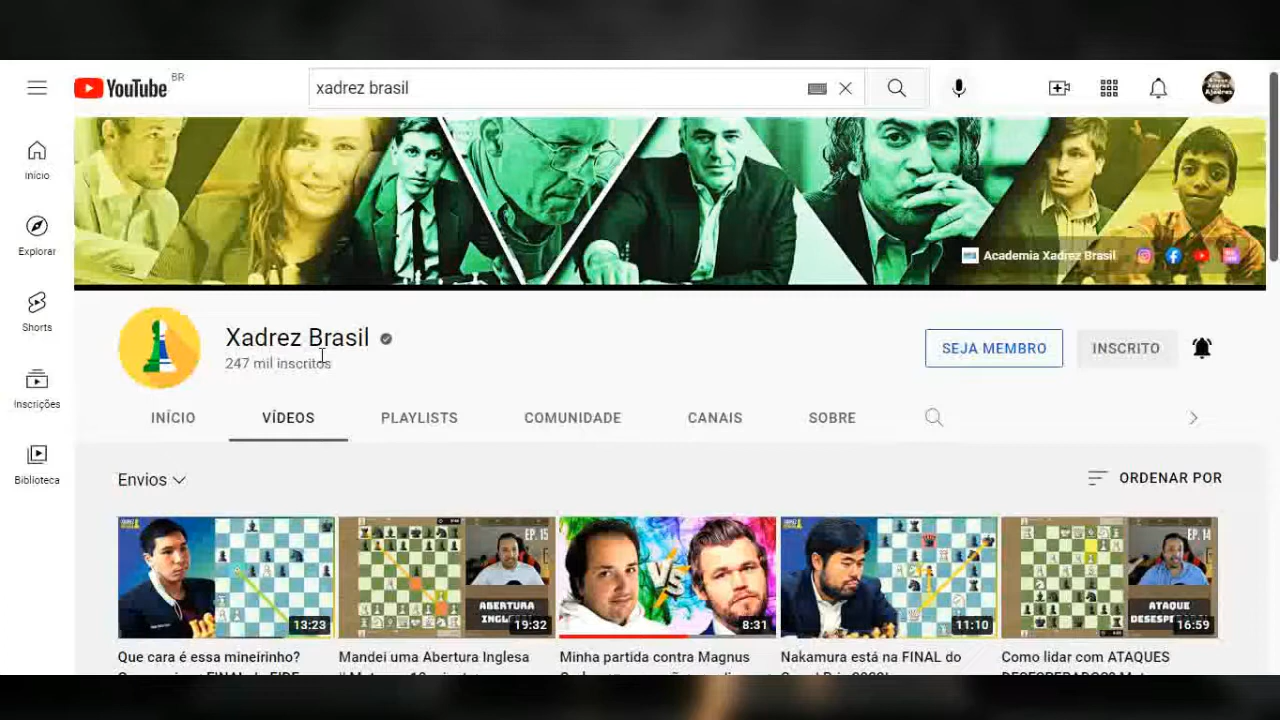 YouTube BR
xadrez brasil
Início
Explorar
Shorts
Inscrições
Biblioteca
Academia Xadrez Brasil
Xadrez Brasil
247 mil inscritos
SEJA MEMBRO
INSCRITO
INÍCIO
VÍDEOS
PLAYLISTS
COMUNIDADE
CANAIS
SOBRE
Envios
ORDENAR POR
13:23
EP. 15
ABERTURA
19:32
VS
8:31
11:10
EP. 14
ATAQUE
16:59
Que cara é essa mineirinho?
Mandei uma Abertura Inglesa
Minha partida contra Magnus
Nakamura está na FINAL do
Como lidar com ATAQUES